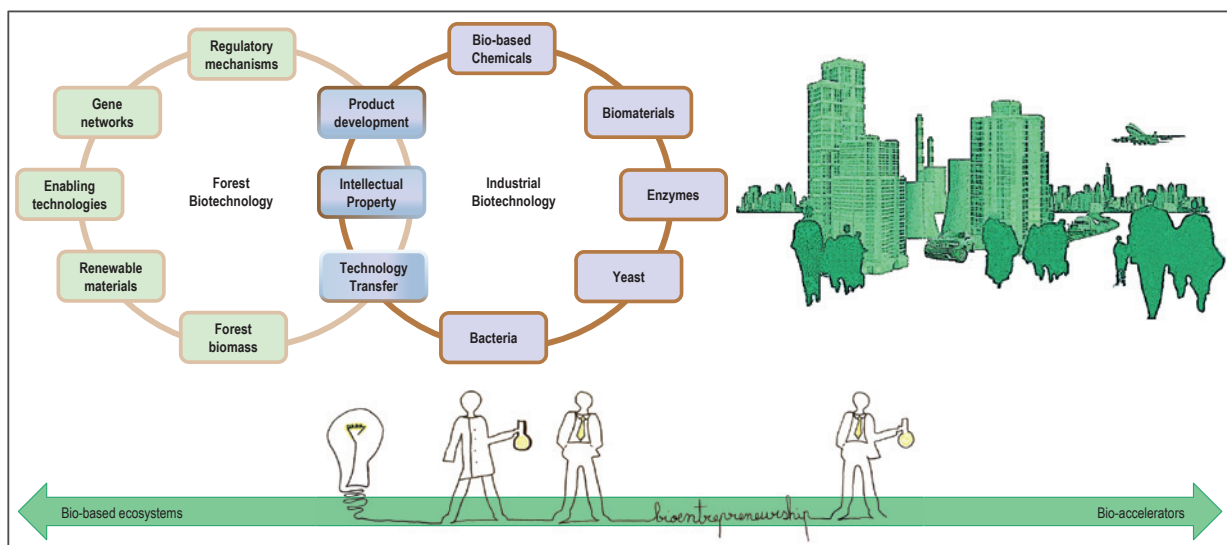 Regulatory
mechanisms
Gene
networks
Enabling
technologies
Renewable
materials
Forest
biomass
Forest
Biotechnology
Product
development
Intellectual
Property
Technology
Transfer
Industrial
Biotechnology
Bio-based
Chemicals
Biomaterials
Enzymes
Yeast
Bacteria
Bio-based ecosystems
bioentrepreneurship
Bio-accelerators